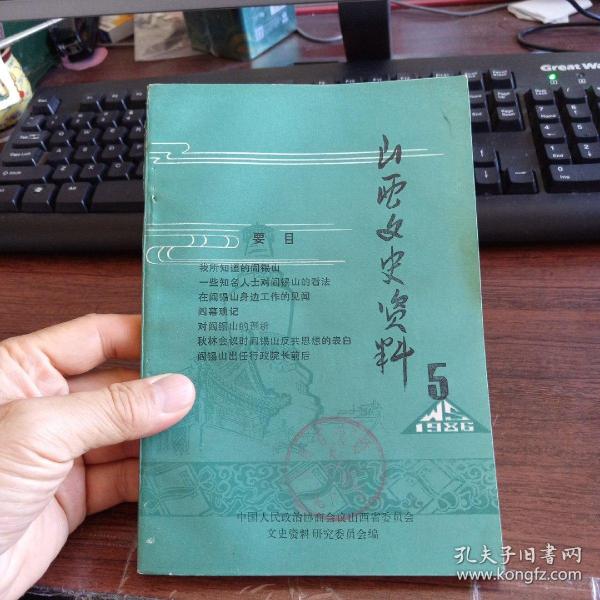 山西文史资料
要目
我所知道的阎锡山
一些知名人士对阎锡山的看法
在阎锡山身边工作的见闻
阎幕琐记
对阎锡山的剖析
秋林会议时阎锡山反共思想的表白
阎锡山出任行政院长前后
5
WS
1986
中国人民政治协商会议山西省委员会
文史资料研究委员会编
Great Wall
孔夫子旧书网
www.kongfz.com